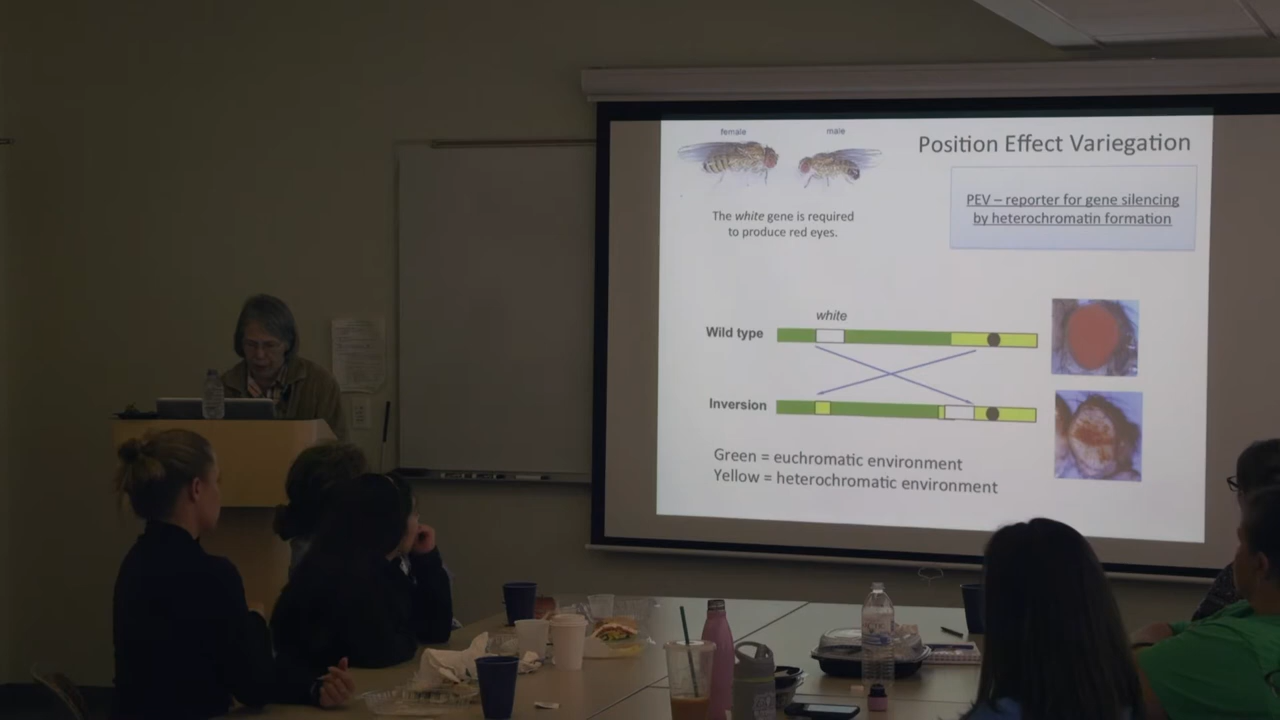 female
male
Position Effect Variegation
PEV – reporter for gene silencing
by heterochromatin formation
The white gene is required
to produce red eyes.
white
Wild type
Inversion
Green = euchromatic environment
Yellow = heterochromatic environment